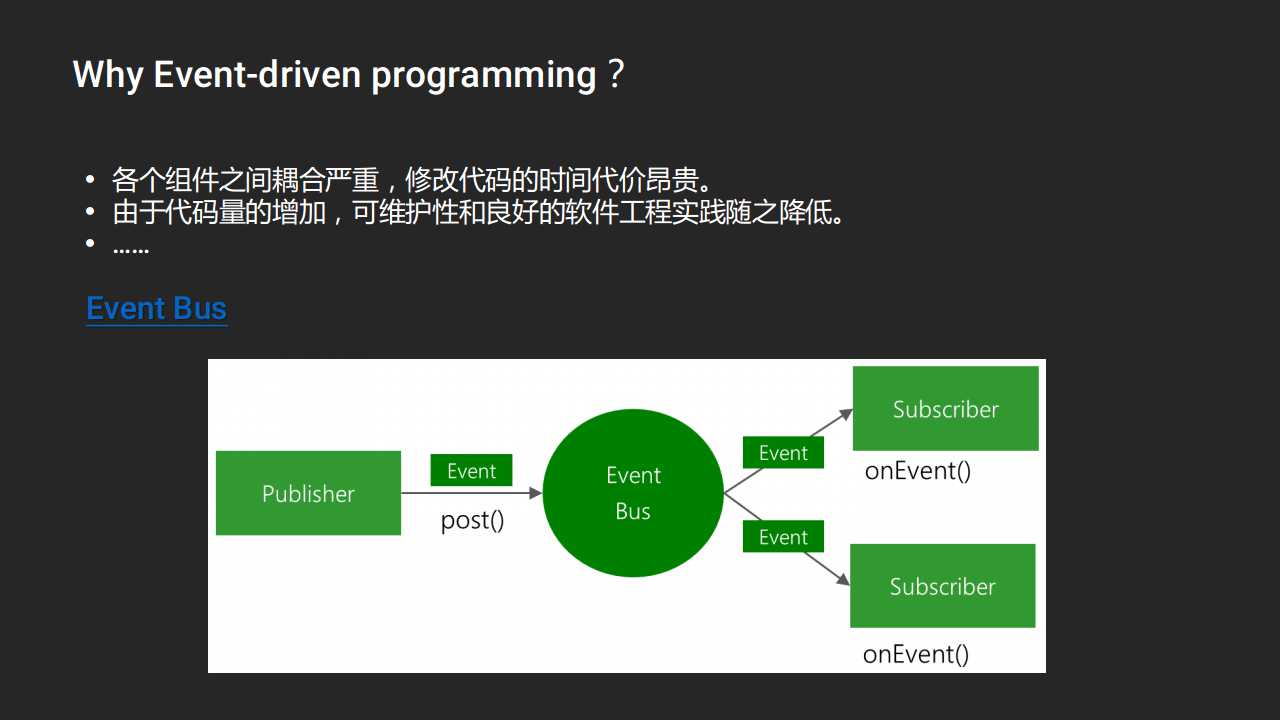 Why Event-driven programming？
• 各个组件之间耦合严重，修改代码的时间代价昂贵。
• 由于代码量的增加，可维护性和良好的软件工程实践随之降低。
• ……
Event Bus
Publisher
Event
post()
Event
Bus
Event
Subscriber
onEvent()
Event
Subscriber
onEvent()